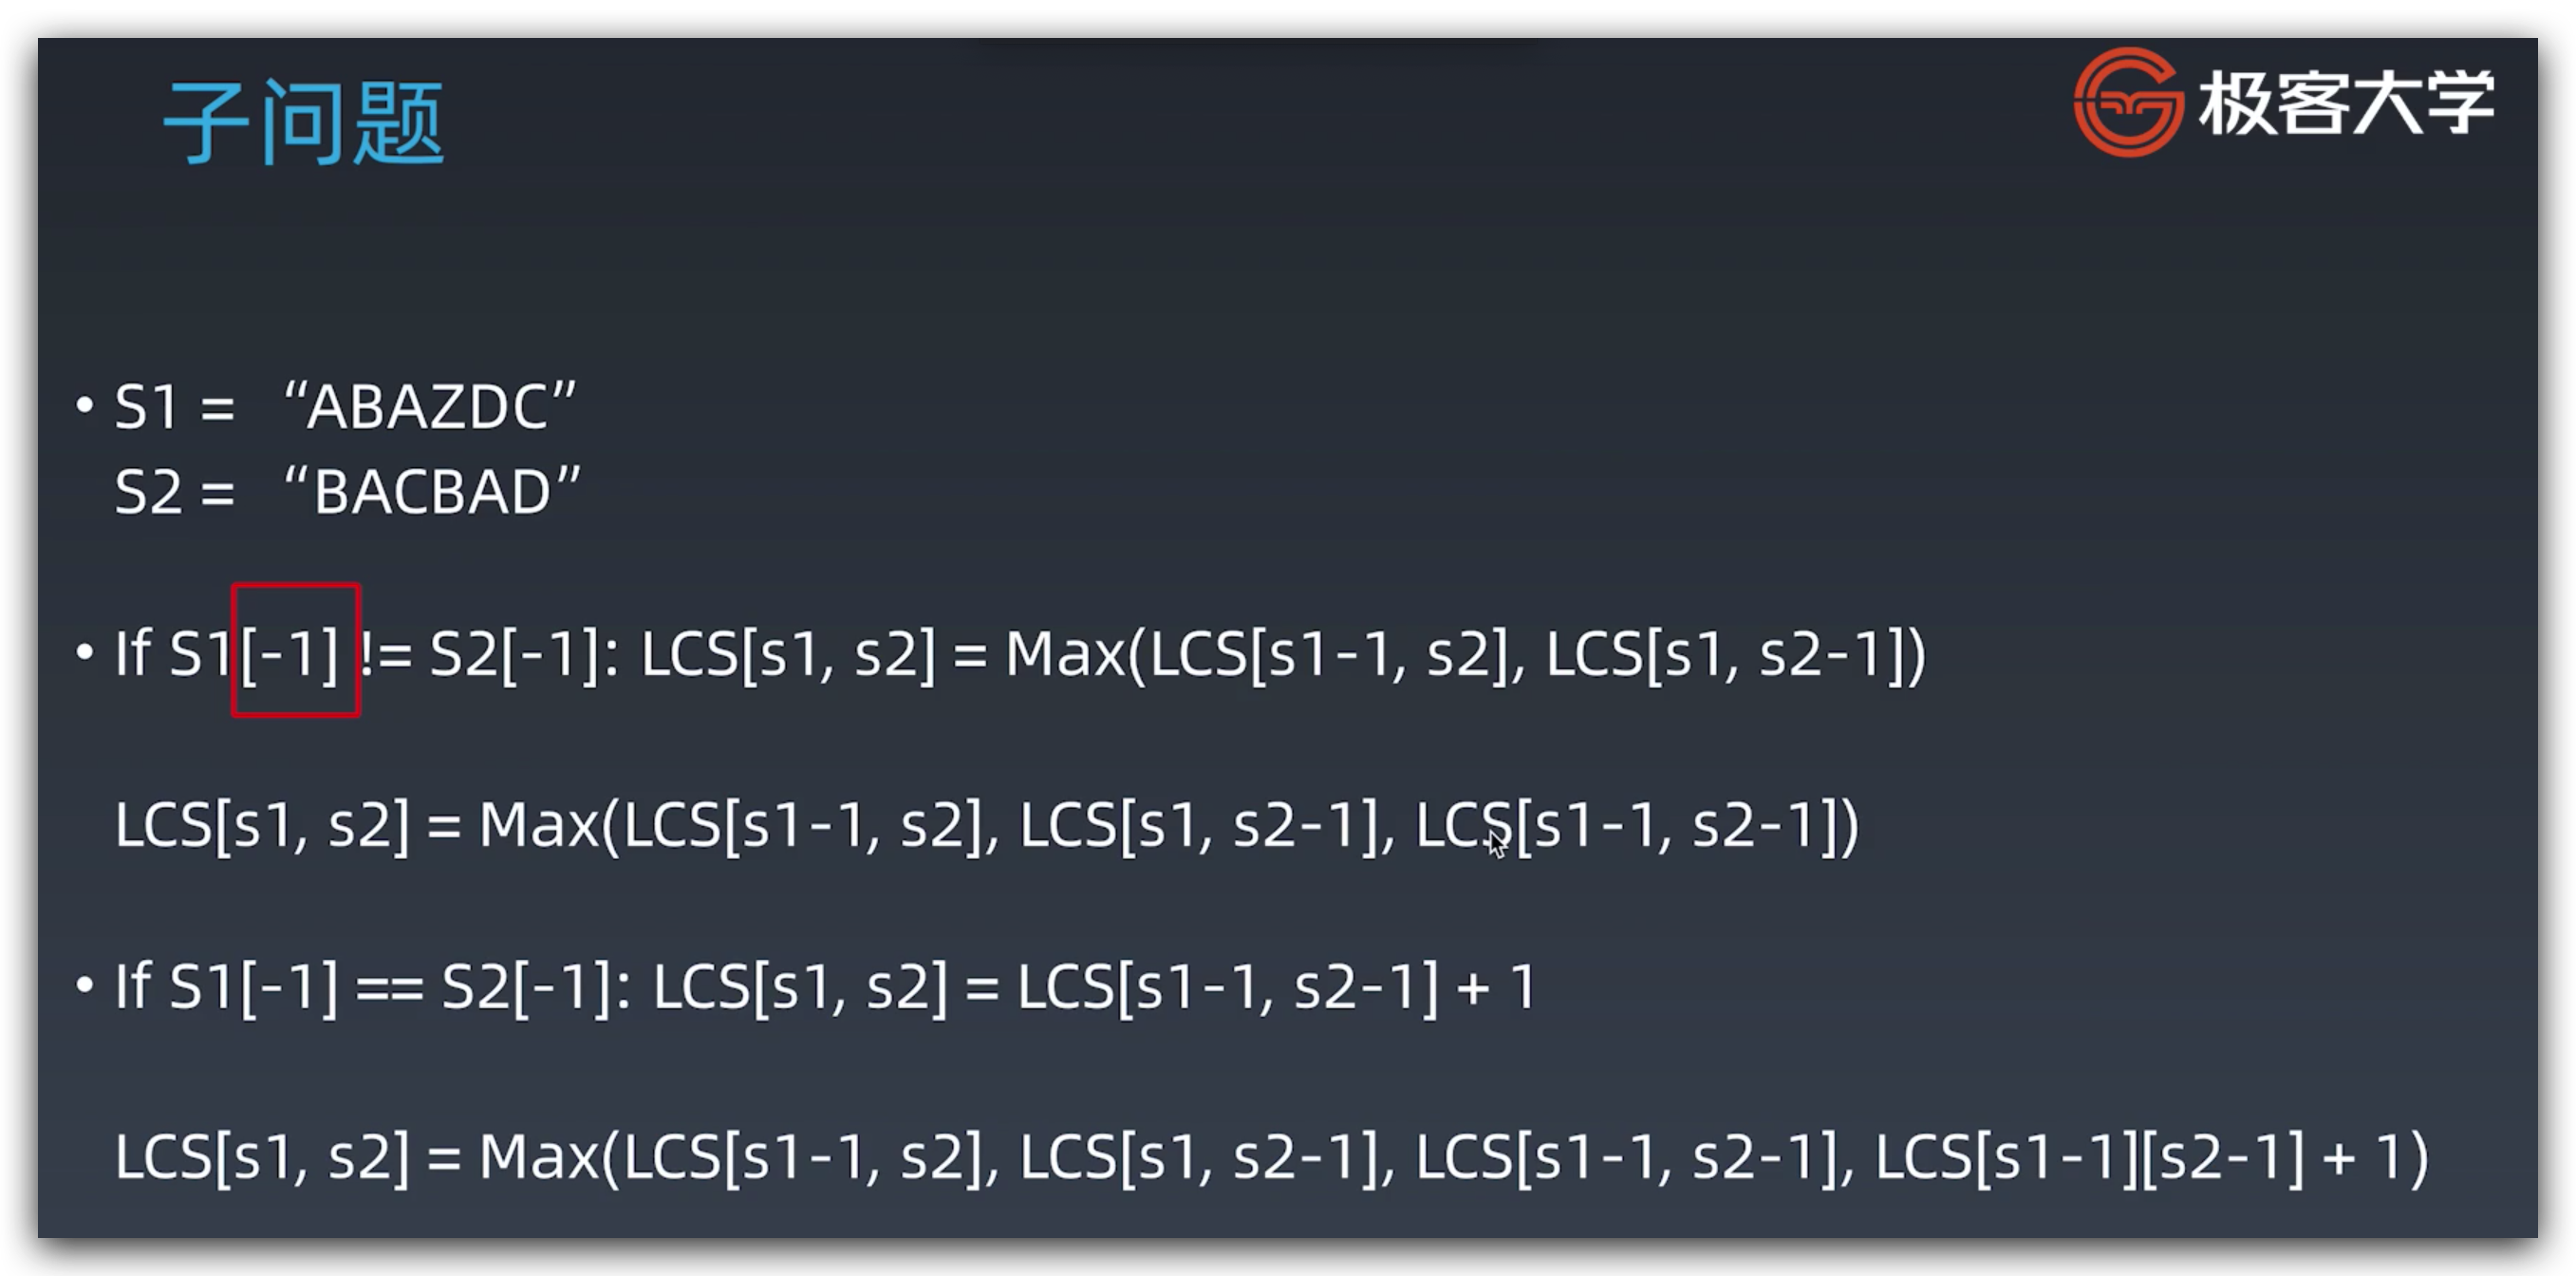 子问题
极客大学
• S1 = “ABAZDC”
S2 = “BACBAD”
• If S1[-1] != S2[-1]: LCS[s1, s2] = Max(LCS[s1-1, s2], LCS[s1, s2-1])
LCS[s1, s2] = Max(LCS[s1-1, s2], LCS[s1, s2-1], LCS[s1-1, s2-1])
• If S1[-1] == S2[-1]: LCS[s1, s2] = LCS[s1-1, s2-1] + 1
LCS[s1, s2] = Max(LCS[s1-1, s2], LCS[s1, s2-1], LCS[s1-1, s2-1], LCS[s1-1][s2-1] + 1)